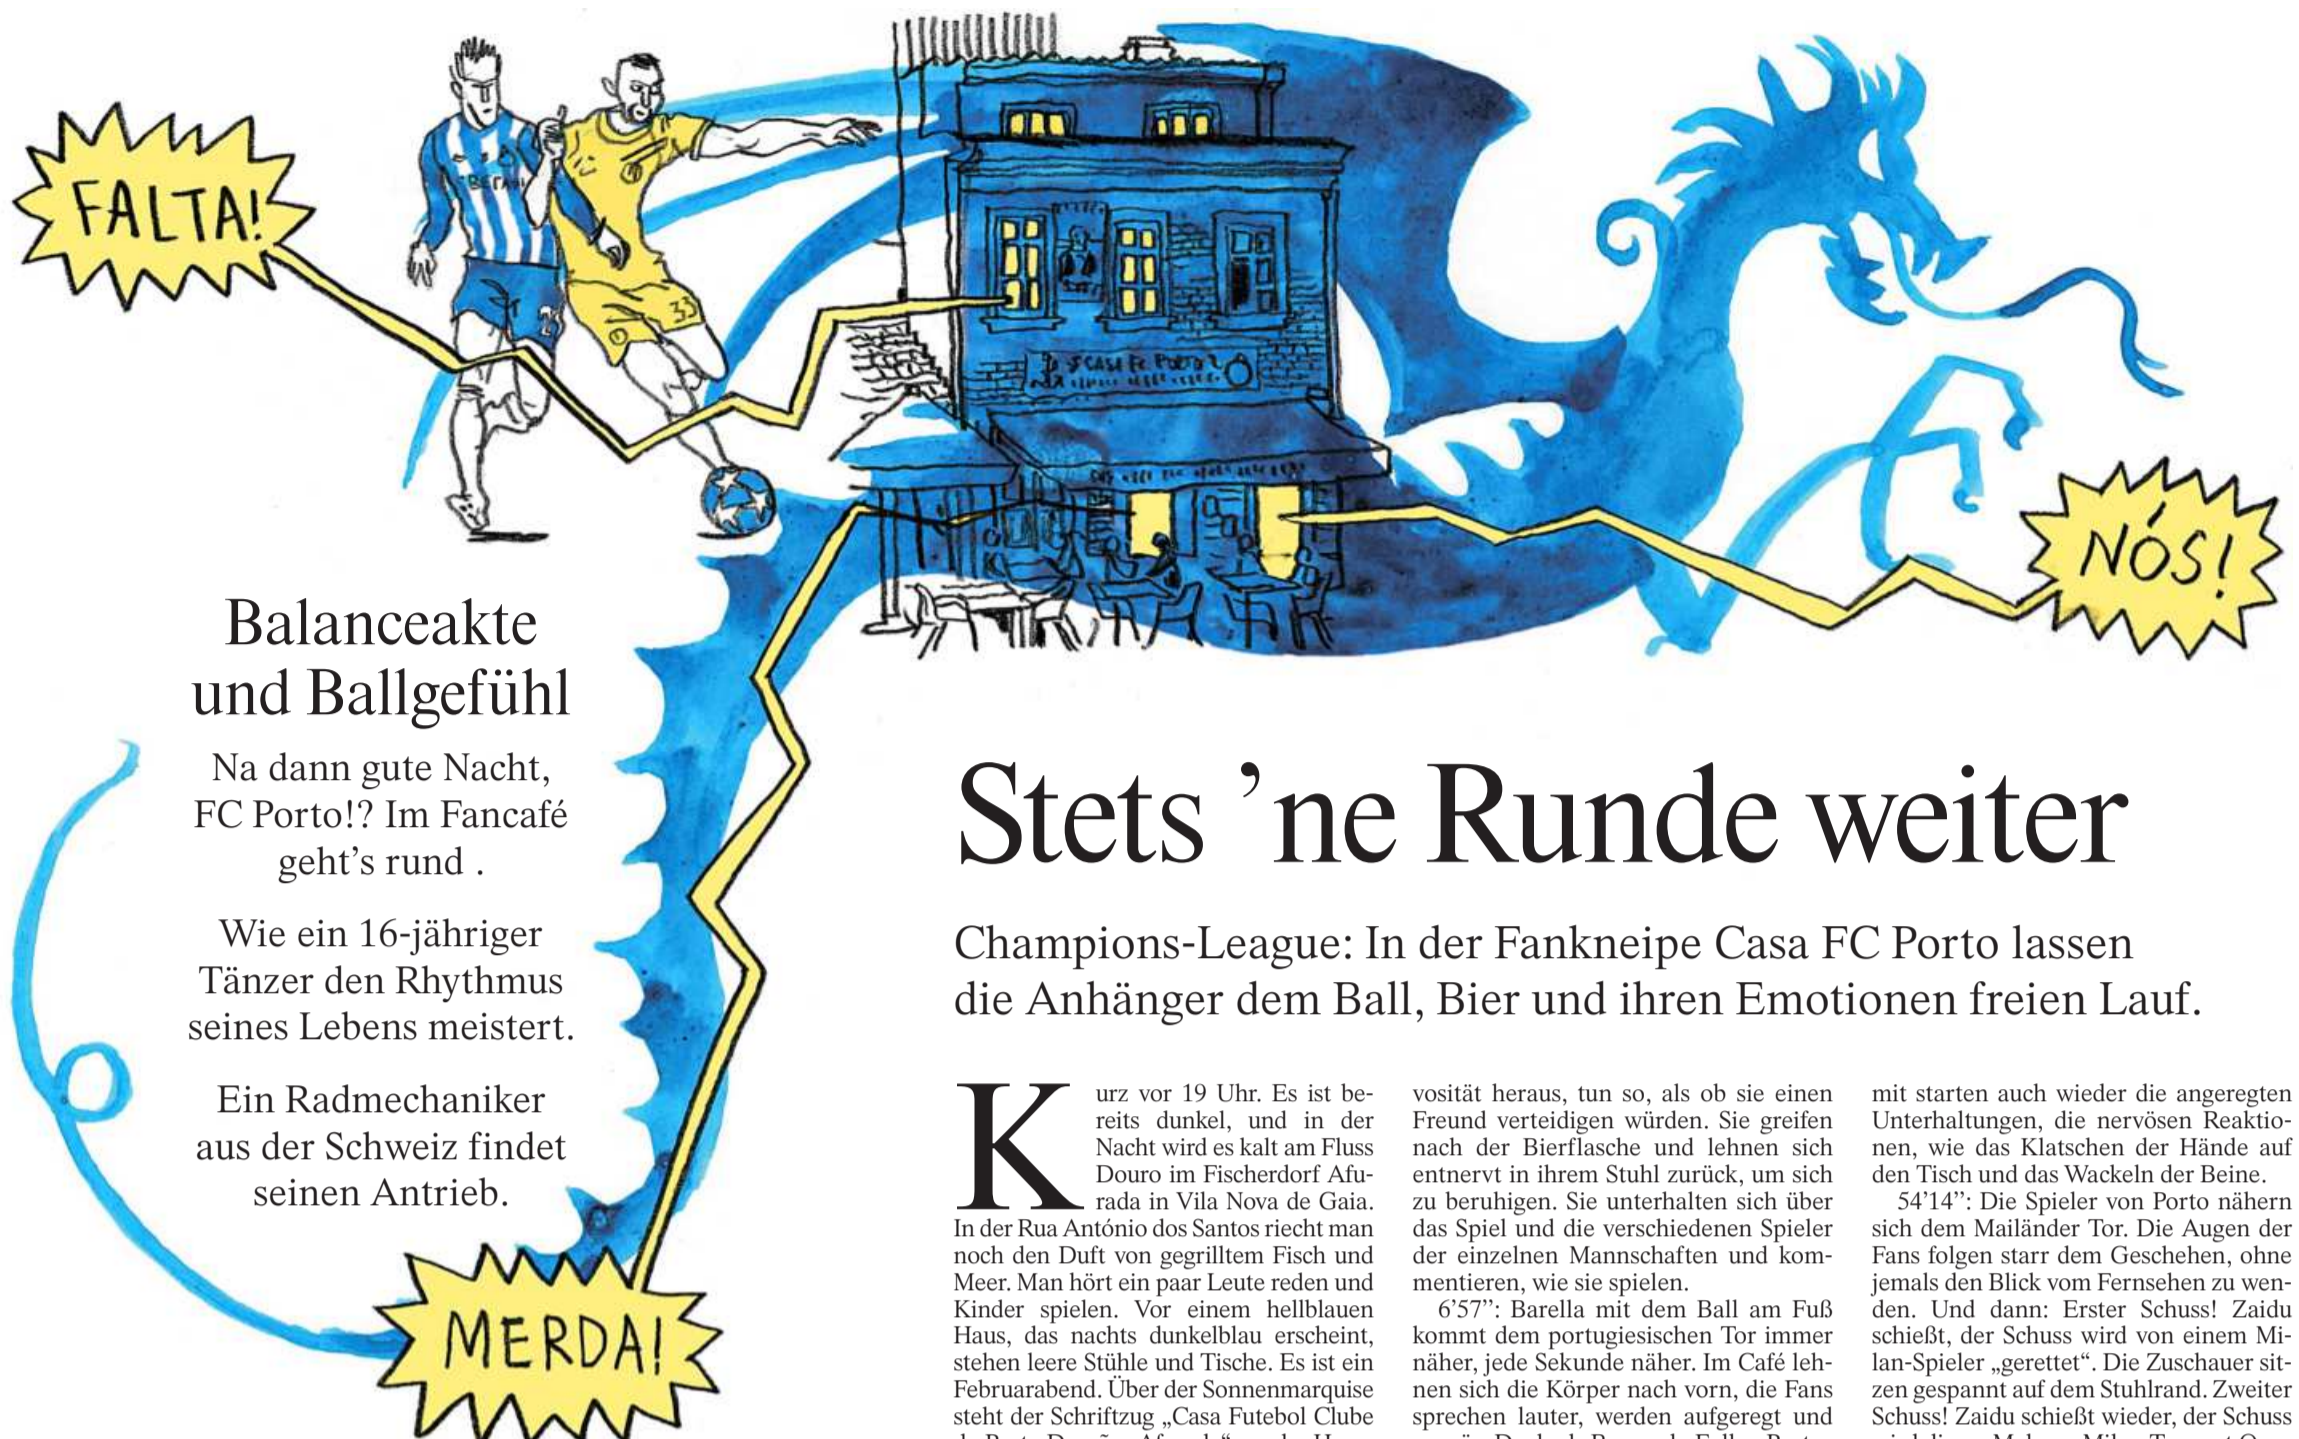 FALTA!
33
NÓS!
MERDA!
Balanceakte
und Ballgefühl
Na dann gute Nacht,
FC Porto!? Im Fancafé
geht’s rund .
Wie ein 16-jähriger
Tänzer den Rhythmus
seines Lebens meistert.
Ein Radmechaniker
aus der Schweiz findet
seinen Antrieb.
Stets ’ne Runde weiter
Champions-League: In der Fankneipe Casa FC Porto lassen
die Anhänger dem Ball, Bier und ihren Emotionen freien Lauf.
Kurz vor 19 Uhr. Es ist be-
reits dunkel, und in der
Nacht wird es kalt am Fluss
Douro im Fischerdorf Afu-
rada in Vila Nova de Gaia.
In der Rua António dos Santos riecht man
noch den Duft von gegrilltem Fisch und
Meer. Man hört ein paar Leute reden und
Kinder spielen. Vor einem hellblauen
Haus, das nachts dunkelblau erscheint,
stehen leere Stühle und Tische. Es ist ein
Februarabend. Über der Sonnenmarquise
steht der Schriftzug „Casa Futebol Clube
vosität heraus, tun so, als ob sie einen
Freund verteidigen würden. Sie greifen
nach der Bierflasche und lehnen sich
entnervt in ihrem Stuhl zurück, um sich
zu beruhigen. Sie unterhalten sich über
das Spiel und die verschiedenen Spieler
der einzelnen Mannschaften und kom-
mentieren, wie sie spielen.
6’57”: Barella mit dem Ball am Fuß
kommt dem portugiesischen Tor immer
näher, jede Sekunde näher. Im Café leh-
nen sich die Körper nach vorn, die Fans
sprechen lauter, werden aufgeregt und
mit starten auch wieder die angeregten
Unterhaltungen, die nervösen Reaktio-
nen, wie das Klatschen der Hände auf
den Tisch und das Wackeln der Beine.
54’14”: Die Spieler von Porto nähern
sich dem Mailänder Tor. Die Augen der
Fans folgen starr dem Geschehen, ohne
jemals den Blick vom Fernsehen zu wen-
den. Und dann: Erster Schuss! Zaidu
schießt, der Schuss wird von einem Mi-
lan-Spieler „gerettet“. Die Zuschauer sit-
zen gespannt auf dem Stuhlrand. Zweiter
Schuss! Zaidu schießt wieder, der Schuss